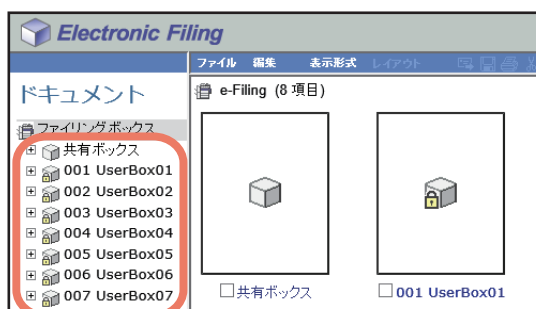 Electronic Filing
ファイル 編集 表示形式 レイアウト
ドキュメント
e-Filing (8 項目)
ファイリングボックス
共有ボックス
001 UserBox01
002 UserBox02
003 UserBox03
004 UserBox04
005 UserBox05
006 UserBox06
007 UserBox07
共有ボックス
001 UserBox01